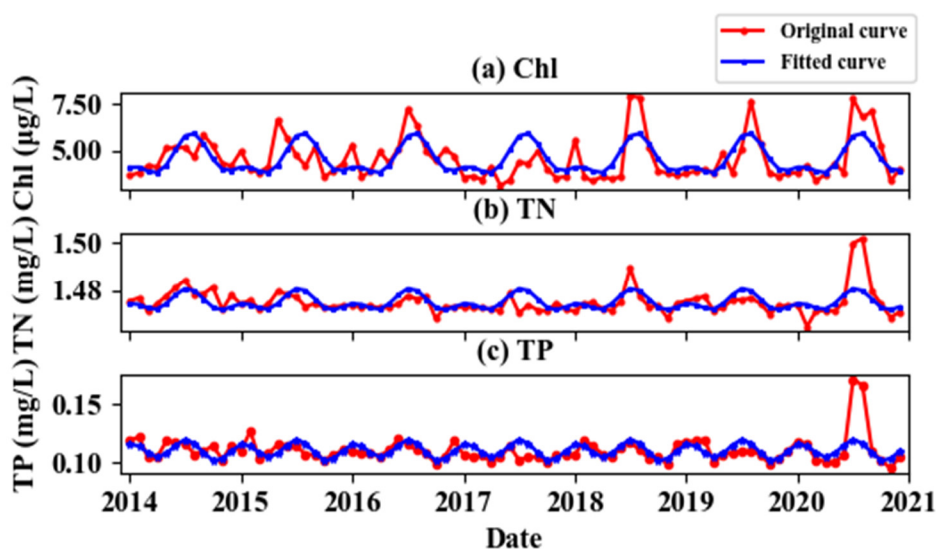 Original curve
Fitted curve
(a) Chl
Chl (µg/L)
7.50
5.00
(b) TN
TN (mg/L)
1.50
1.48
(c) TP
TP (mg/L)
0.15
0.10
2014 2015 2016 2017 2018 2019 2020 2021
Date